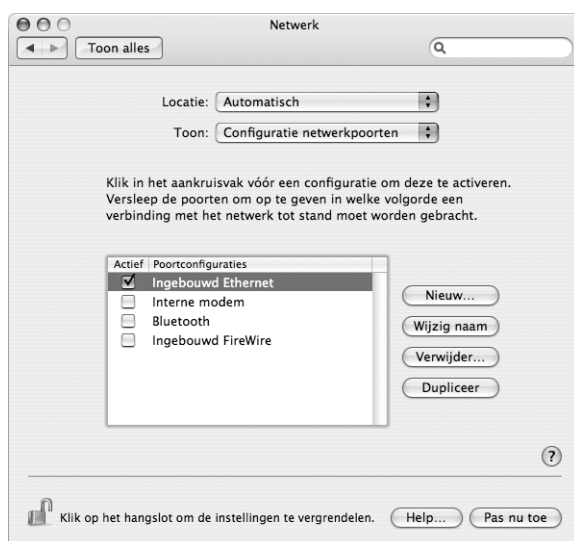 Netwerk
Toon alles
Locatie: Automatisch
Toon: Configuratie netwerkpoorten
Klik in het aankruisvak vóór een configuratie om deze te activeren.
Versleep de poorten om op te geven in welke volgorde een
verbinding met het netwerk tot stand moet worden gebracht.
Actief Poortconfiguraties
Ingebouwd Ethernet
Interne modem
Bluetooth
Ingebouwd FireWire
Nieuw...
Wijzig naam
Verwijder...
Dupliceer
?
Klik op het hangslot om de instellingen te vergrendelen. Help... Pas nu toe